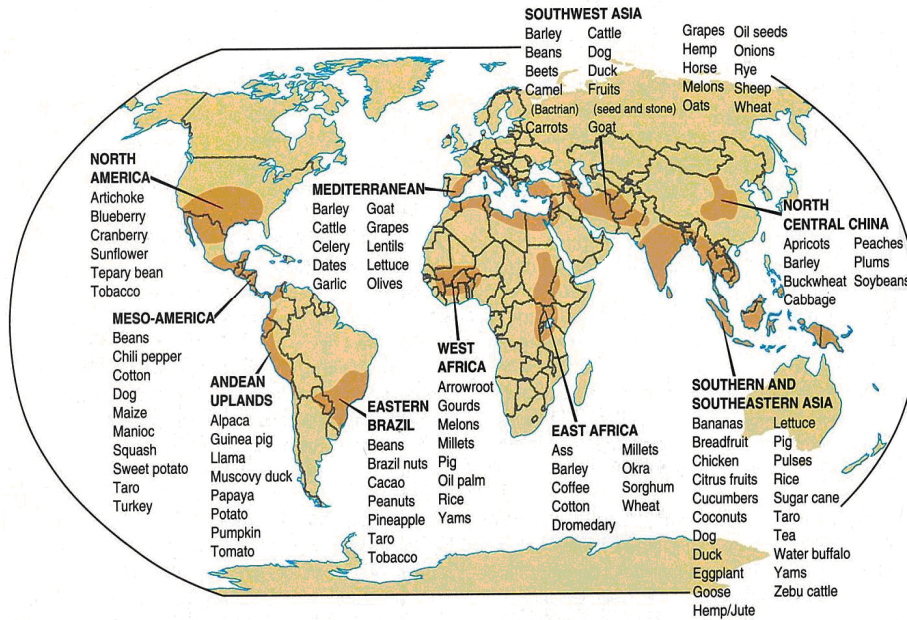 SOUTHWEST ASIA
Barley
Beans
Beets
Camel
(Bactrian)
Carrots
Cattle
Dog
Duck
Fruits
(seed and stone)
Goat
Grapes
Hemp
Horse
Melons
Oats
Oil seeds
Onions
Rye
Sheep
Wheat
NORTH
AMERICA
Artichoke
Blueberry
Cranberry
Sunflower
Tepary bean
Tobacco
MEDITERRANEAN
Barley
Cattle
Celery
Dates
Garlic
Goat
Grapes
Lentils
Lettuce
Olives
NORTH
CENTRAL CHINA
Apricots
Barley
Buckwheat
Cabbage
Peaches
Plums
Soybeans
MESO-AMERICA
Beans
Chili pepper
Cotton
Dog
Maize
Manioc
Squash
Sweet potato
Taro
Turkey
ANDEAN
UPLANDS
Alpaca
Guinea pig
Llama
Muscovy duck
Papaya
Potato
Pumpkin
Tomato
EASTERN
BRAZIL
Beans
Brazil nuts
Cacao
Peanuts
Pineapple
Taro
Tobacco
WEST
AFRICA
Arrowroot
Gourds
Melons
Millets
Pig
Oil palm
Rice
Yams
EAST AFRICA
Ass
Barley
Coffee
Cotton
Dromedary
Millets
Okra
Sorghum
Wheat
SOUTHERN AND
SOUTHEASTERN ASIA
Bananas
Breadfruit
Chicken
Citrus fruits
Cucumbers
Coconuts
Dog
Duck
Eggplant
Goose
Hemp/Jute
Lettuce
Pig
Pulses
Rice
Sugar cane
Taro
Tea
Water buffalo
Yams
Zebu cattle